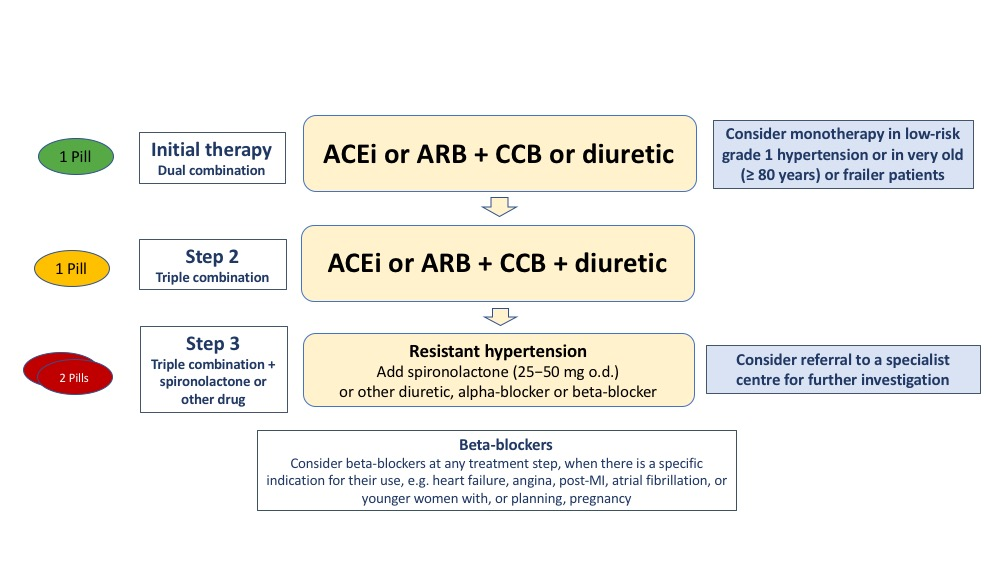 1 Pill
Initial therapy
Dual combination
ACEi or ARB + CCB or diuretic
Consider monotherapy in low-risk
grade 1 hypertension or in very old
(≥ 80 years) or frailer patients
1 Pill
Step 2
Triple combination
ACEi or ARB + CCB + diuretic
2 Pills
Step 3
Triple combination +
spironolactone or
other drug
Resistant hypertension
Add spironolactone (25–50 mg o.d.)
or other diuretic, alpha-blocker or beta-blocker
Consider referral to a specialist
centre for further investigation
Beta-blockers
Consider beta-blockers at any treatment step, when there is a specific
indication for their use, e.g. heart failure, angina, post-MI, atrial fibrillation, or
younger women with, or planning, pregnancy